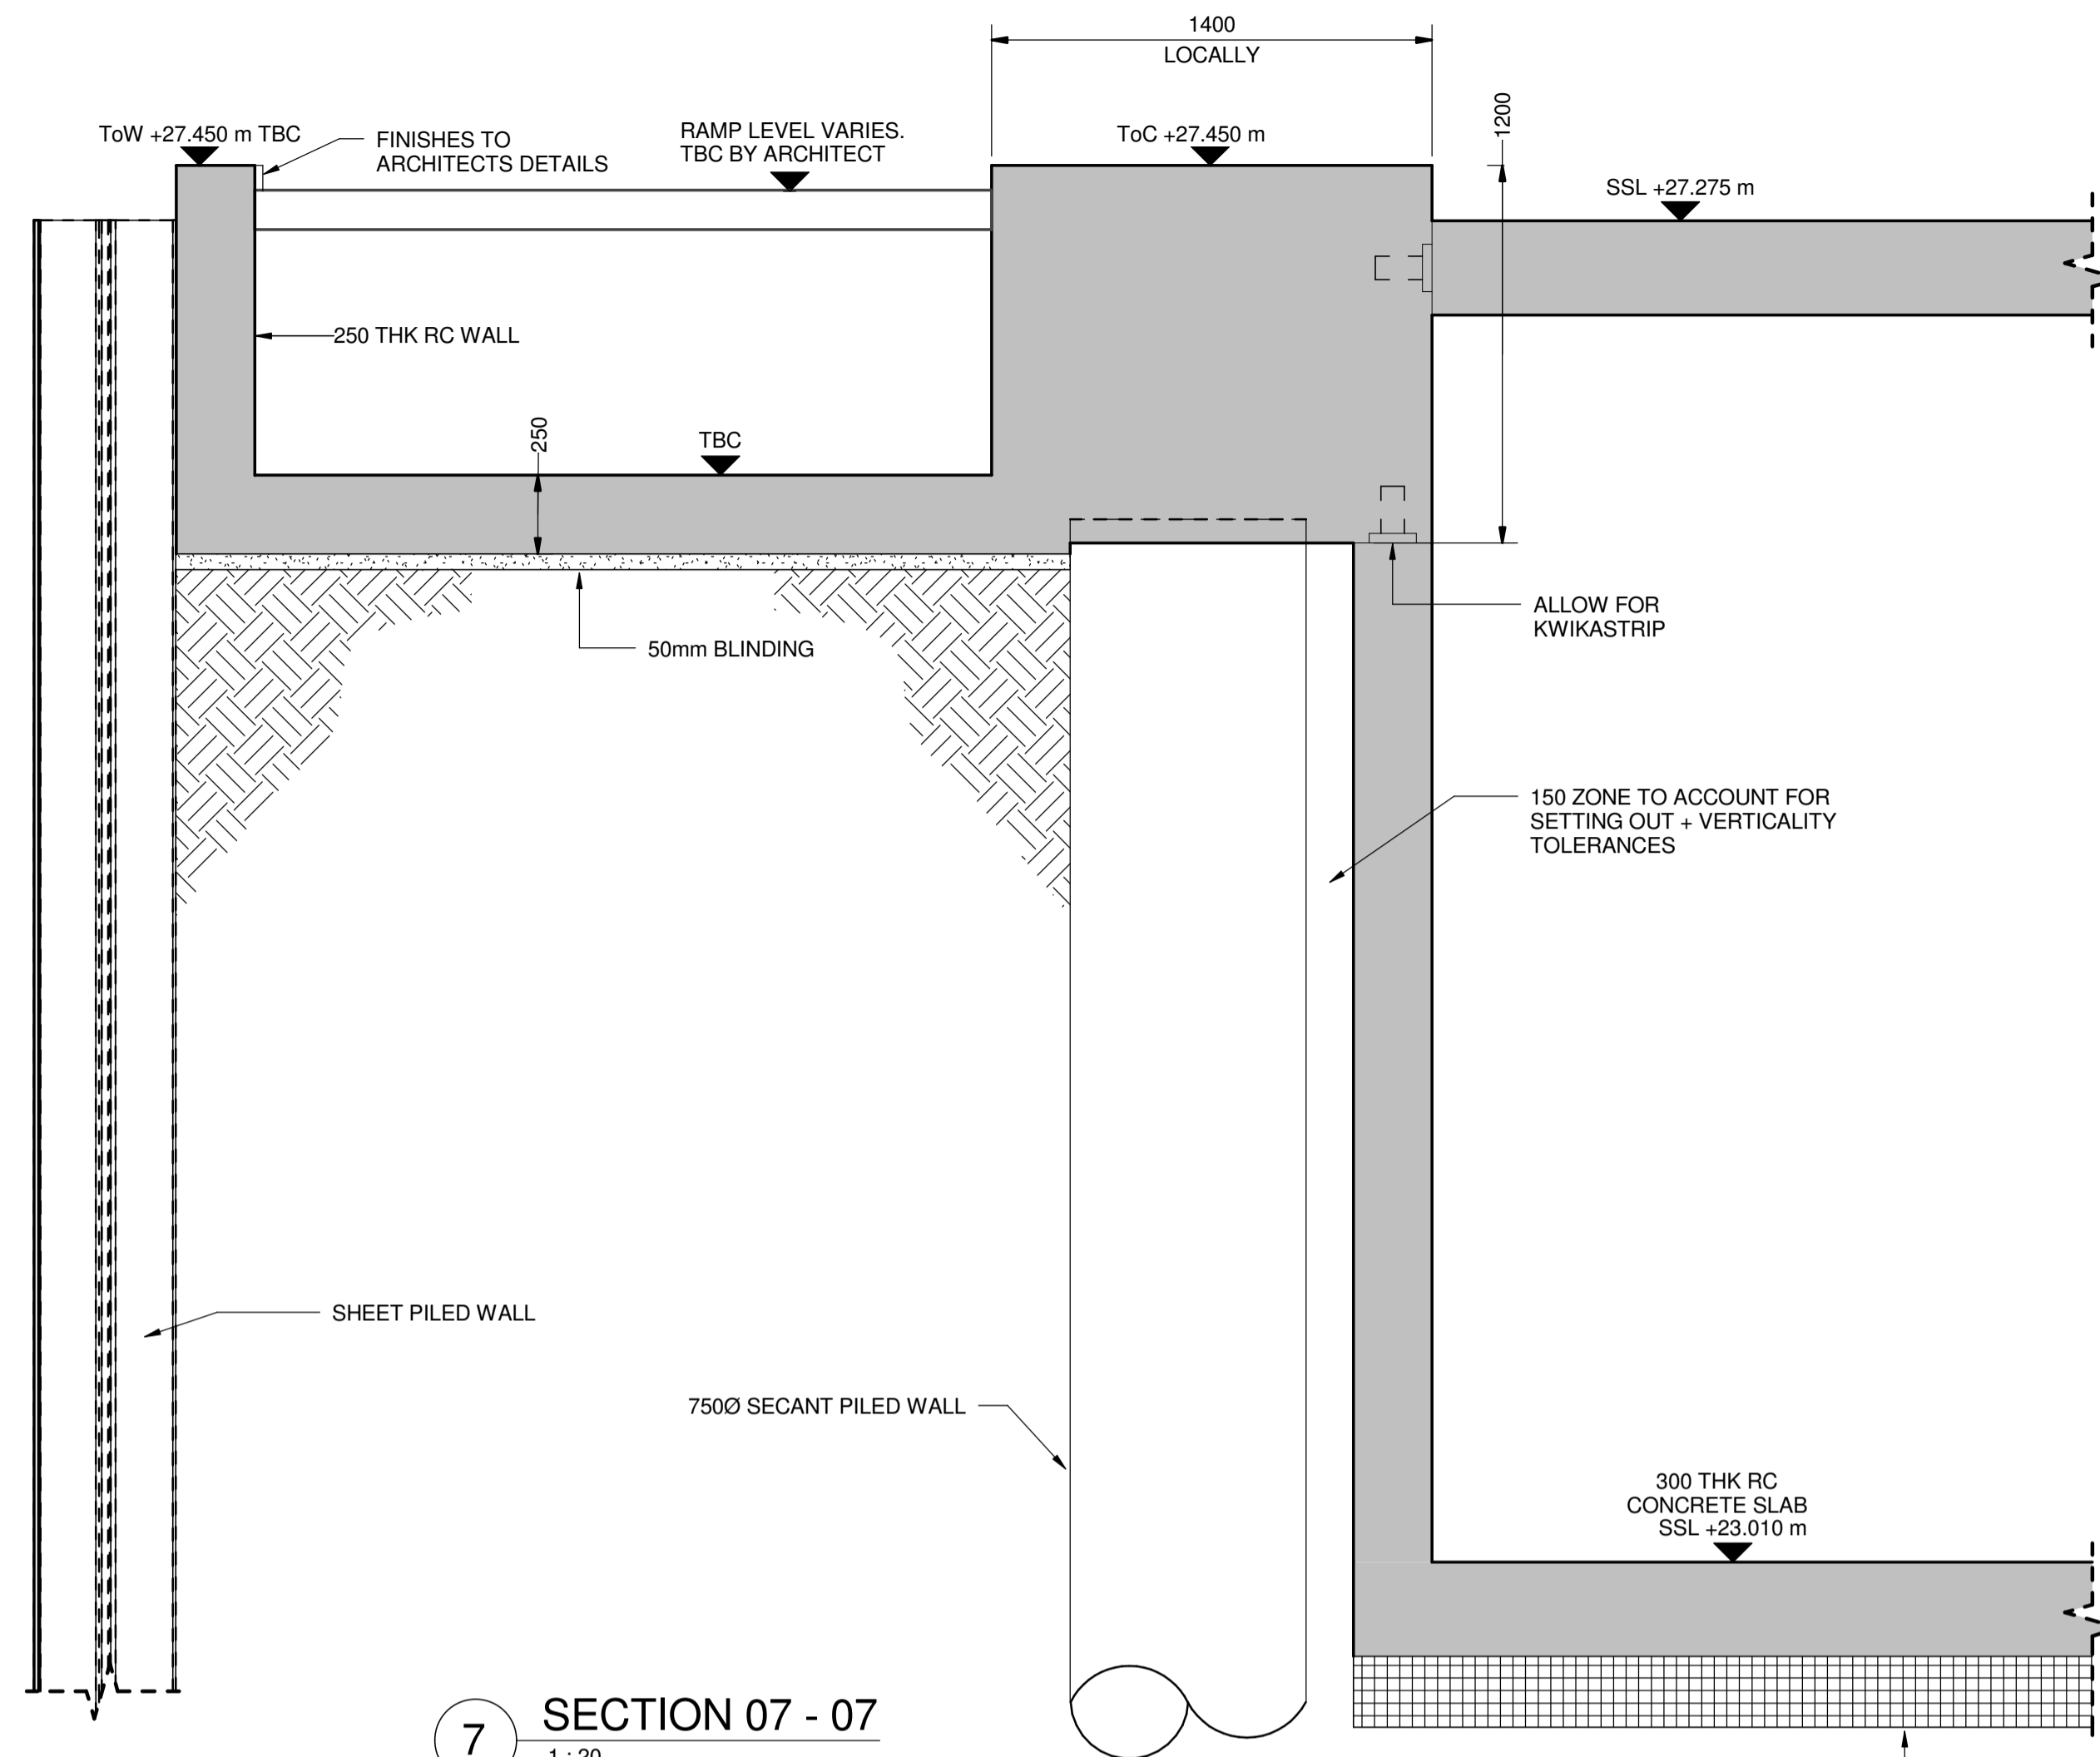 1400
LOCALLY
1200
ToW +27.450 m TBC
FINISHES TO
ARCHITECTS DETAILS
RAMP LEVEL VARIES.
TBC BY ARCHITECT
ToC +27.450 m
SSL +27.275 m
250 THK RC WALL
250
TBC
ALLOW FOR
KWIKASTRIP
50mm BLINDING
150 ZONE TO ACCOUNT FOR
SETTING OUT + VERTICALITY
TOLERANCES
SHEET PILED WALL
750Ø SECANT PILED WALL
300 THK RC
CONCRETE SLAB
SSL +23.010 m
7
SECTION 07 - 07
1 : 20